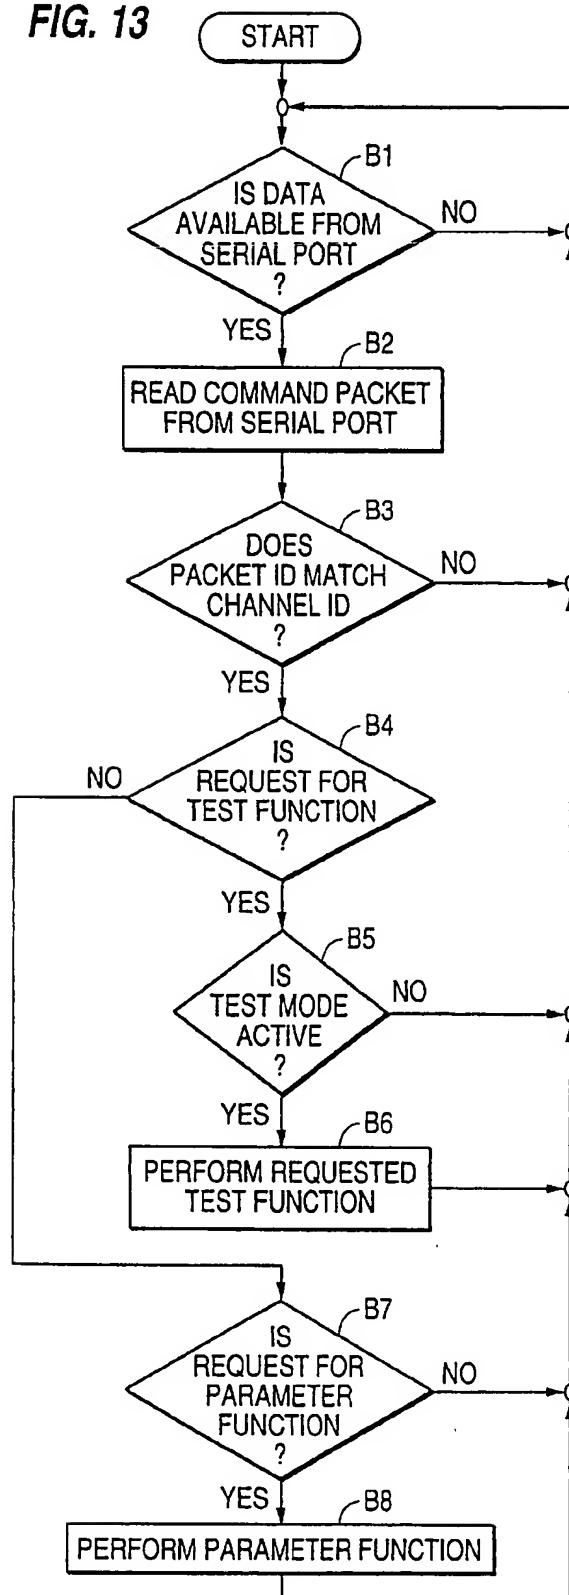 FIG. 13
START
B1
IS DATA
AVAILABLE FROM
SERIAL PORT
?
NO
YES
B2
READ COMMAND PACKET
FROM SERIAL PORT
B3
DOES
PACKET ID MATCH
CHANNEL ID
?
NO
YES
B4
IS
REQUEST FOR
TEST FUNCTION
?
NO
YES
B5
IS
TEST MODE
ACTIVE
?
NO
YES
B6
PERFORM REQUESTED
TEST FUNCTION
B7
IS
REQUEST FOR
PARAMETER
FUNCTION
?
NO
YES
B8
PERFORM PARAMETER FUNCTION